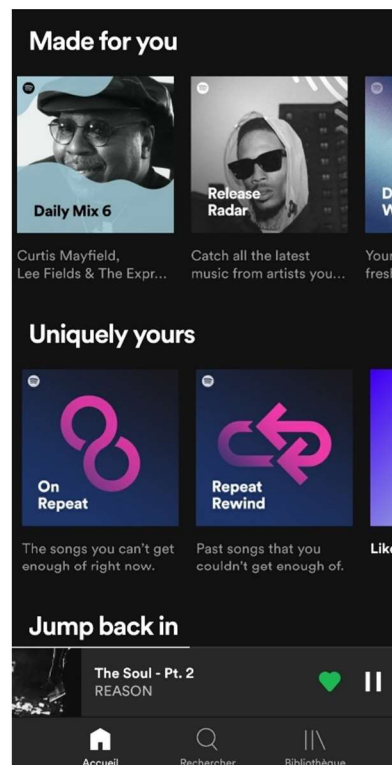 Made for you
Daily Mix 6
Release
Radar
D
W
Curtis Mayfield,
Lee Fields & The Expr...
Catch all the latest
music from artists you...
Your
fresh
Uniquely yours
On
Repeat
Repeat
Rewind
The songs you can't get
enough of right now.
Past songs that you
couldn't get enough of.
Like
Jump back in
The Soul - Pt. 2
REASON
Accueil
Rechercher
Bibliothèque